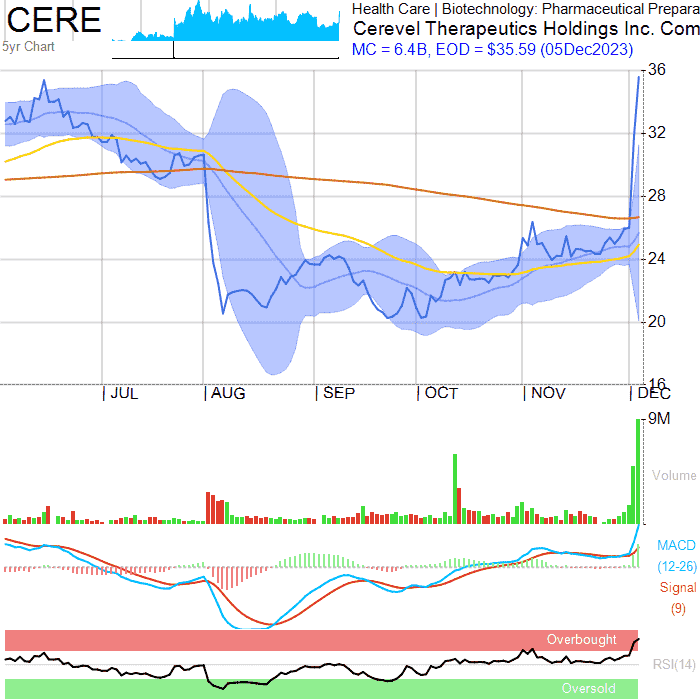 CERE
5yr Chart
Health Care | Biotechnology: Pharmaceutical Prepara
Cerevel Therapeutics Holdings Inc. Com
MC = 6.4B, EOD = $35.59 (05Dec2023)
36
32
28
24
20
16
| JUL | AUG | SEP | OCT | NOV | DEC
9M
Volume
MACD
(12-26)
Signal
(9)
Overbought
RSI(14)
Oversold